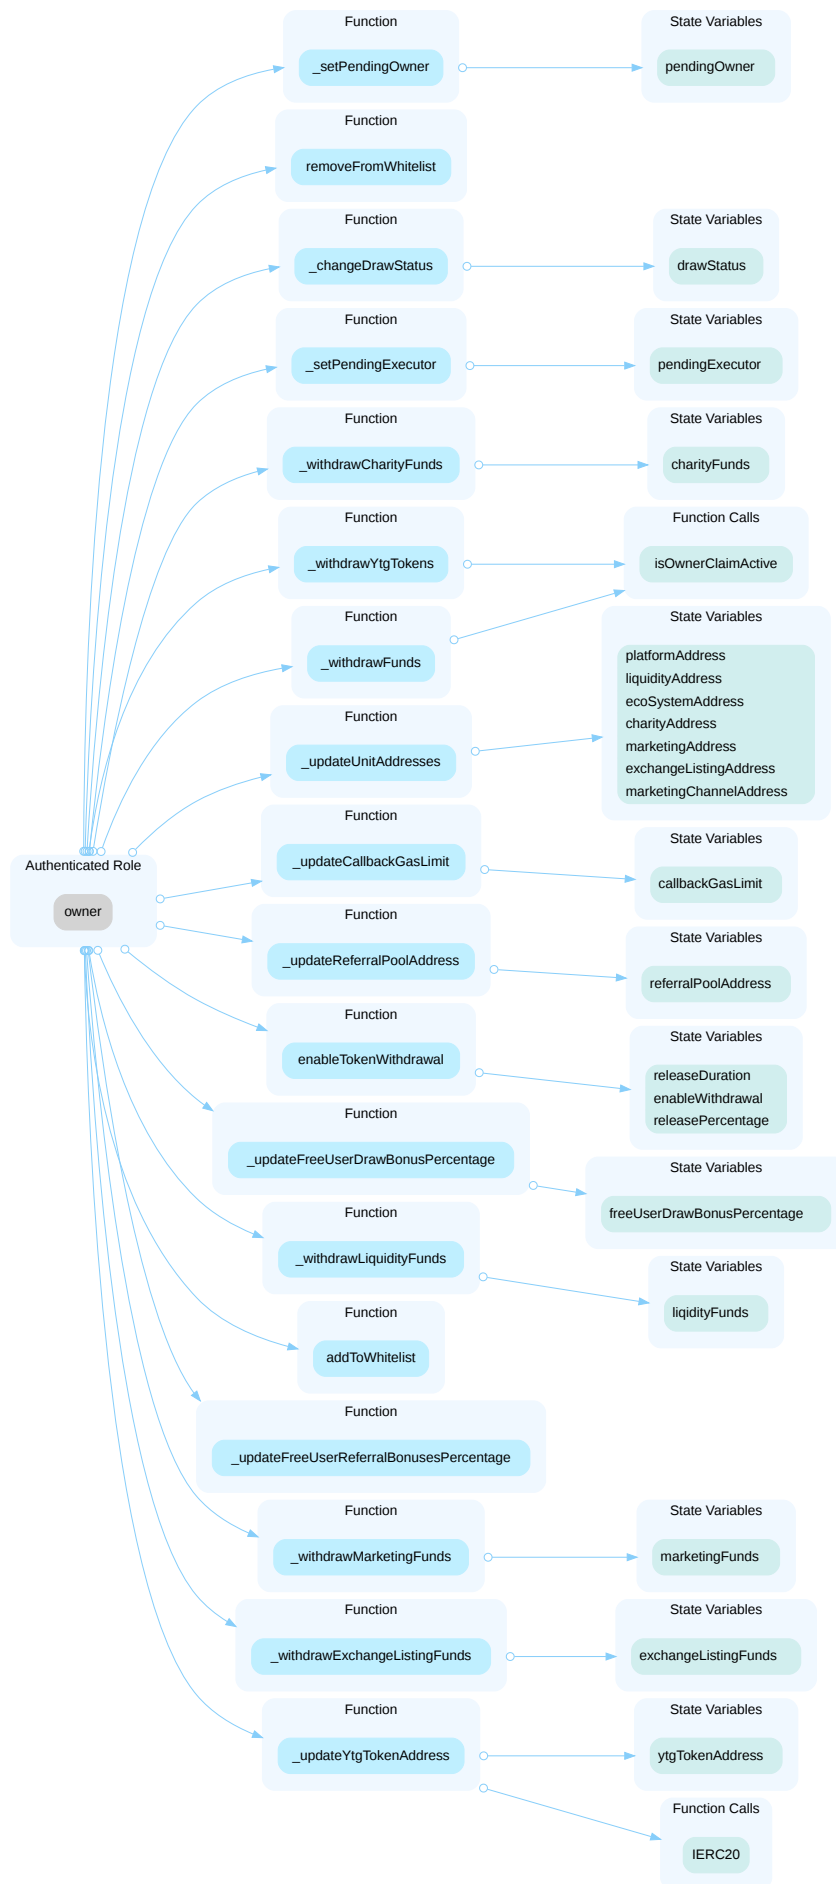 Function
_setPendingOwner
State Variables
pendingOwner
Function
removeFromWhitelist
Function
_changeDrawStatus
State Variables
drawStatus
Function
_setPendingExecutor
State Variables
pendingExecutor
Function
_withdrawCharityFunds
State Variables
charityFunds
Function
_withdrawYtgTokens
Function Calls
isOwnerClaimActive
Function
_withdrawFunds
State Variables
platformAddress
liquidityAddress
ecoSystemAddress
charityAddress
marketingAddress
exchangeListingAddress
marketingChannelAddress
Function
_updateUnitAddresses
Function
_updateCallbackGasLimit
State Variables
callbackGasLimit
Authenticated Role
owner
Function
_updateReferralPoolAddress
State Variables
referralPoolAddress
Function
enableTokenWithdrawal
State Variables
releaseDuration
enableWithdrawal
releasePercentage
Function
_updateFreeUserDrawBonusPercentage
State Variables
freeUserDrawBonusPercentage
Function
_withdrawLiquidityFunds
State Variables
liqidityFunds
Function
addToWhitelist
Function
_updateFreeUserReferralBonusesPercentage
Function
_withdrawMarketingFunds
State Variables
marketingFunds
Function
_withdrawExchangeListingFunds
State Variables
exchangeListingFunds
Function
_updateYtgTokenAddress
State Variables
ytgTokenAddress
Function Calls
IERC20